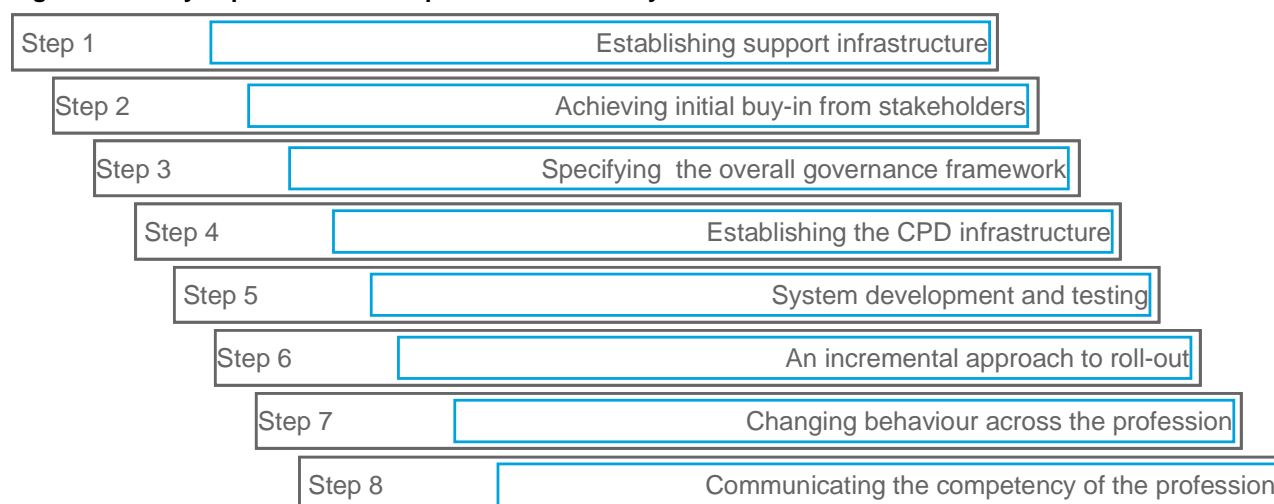 Step 1 Establishing support infrastructure
Step 2 Achieving initial buy-in from stakeholders
Step 3 Specifying the overall governance framework
Step 4 Establishing the CPD infrastructure
Step 5 System development and testing
Step 6 An incremental approach to roll-out
Step 7 Changing behaviour across the profession
Step 8 Communicating the competency of the profession